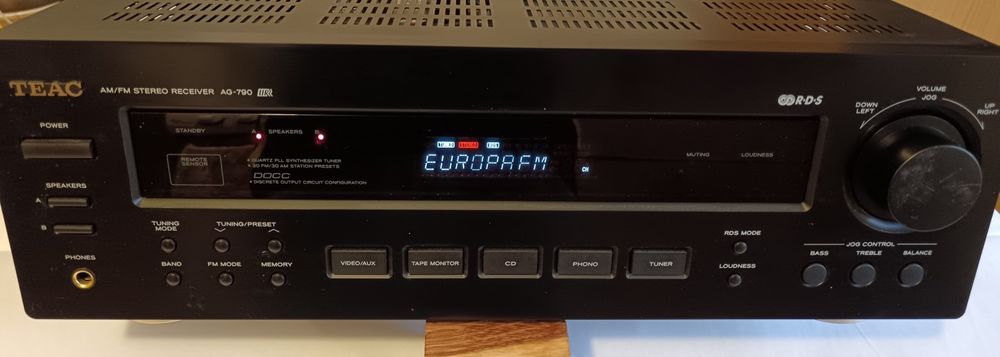 TEAC AM/FM STEREO RECEIVER AG-790
R·D·S
VOLUME
JOG
DOWN
LEFT
UP
RIGHT
POWER
STANDBY
A SPEAKERS B
REMOTE
SENSOR
• QUARTZ PLL SYNTHESIZER TUNER
• 30 FM/30 AM STATION PRESETS
DOCC
• DISCRETE OUTPUT CIRCUIT CONFIGURATION
EUROPAFM
CH
MUTING
LOUDNESS
SPEAKERS
A
B
PHONES
TUNING
MODE
TUNING/PRESET
BAND
FM MODE
MEMORY
VIDEO/AUX
TAPE MONITOR
CD
PHONO
TUNER
RDS MODE
LOUDNESS
JOG CONTROL
BASS
TREBLE
BALANCE